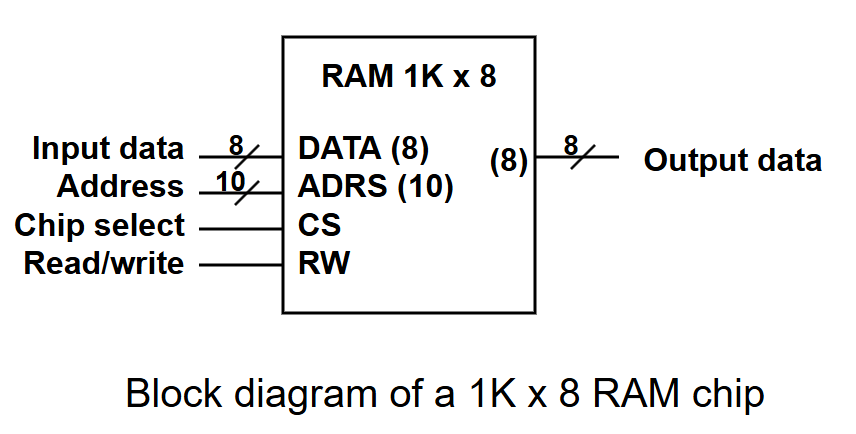 RAM 1K x 8
Input data 8 DATA (8) (8) 8 Output data
Address 10 ADRS (10)
Chip select CS
Read/write RW
Block diagram of a 1K x 8 RAM chip